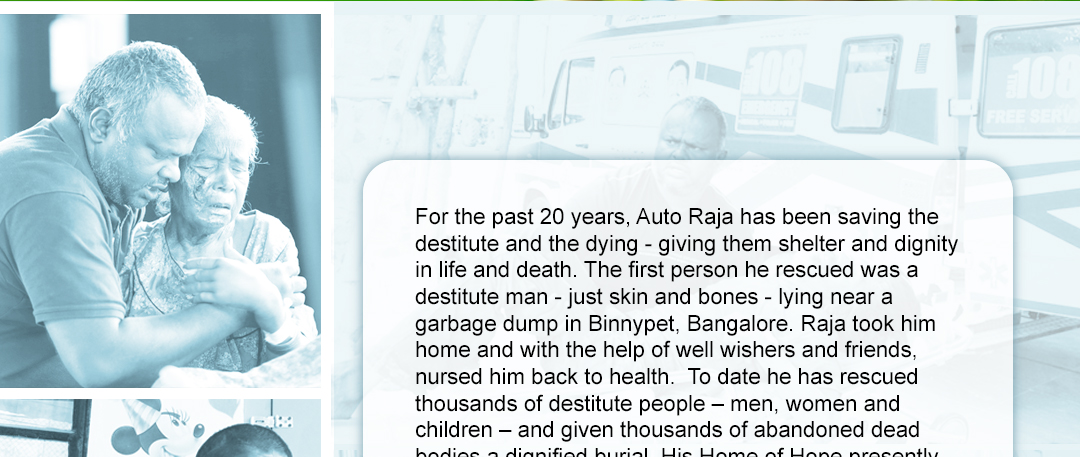 108
108
FREE SERV
For the past 20 years, Auto Raja has been saving the
destitute and the dying - giving them shelter and dignity
in life and death. The first person he rescued was a
destitute man - just skin and bones - lying near a
garbage dump in Binnypet, Bangalore. Raja took him
home and with the help of well wishers and friends,
nursed him back to health.  To date he has rescued
thousands of destitute people – men, women and
children – and given thousands of abandoned dead
bodies a dignified burial. His Home of Hope presently